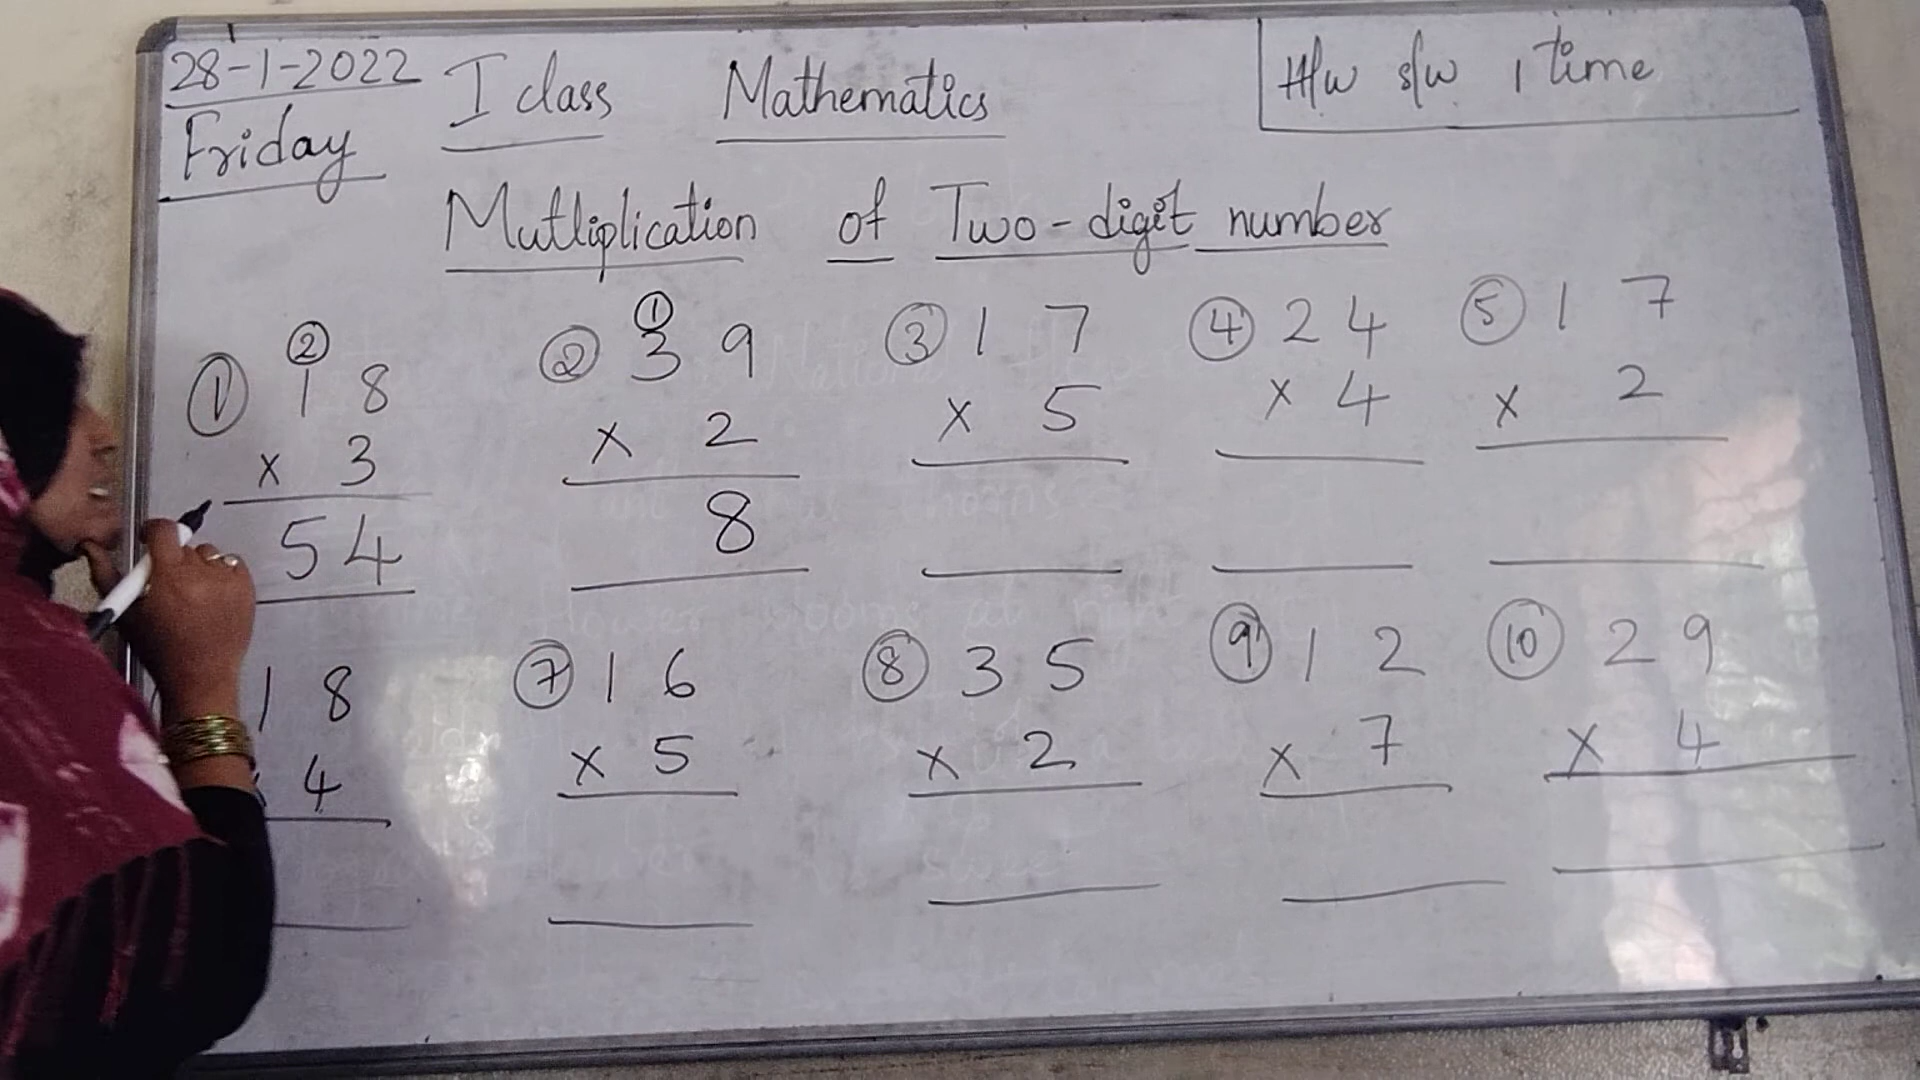 28-1-2022 I class Mathematics H/w s/w 1 time
Friday
Mutliplication of Two-digit number
① ② 1 8
x 3
5 4
② ① 3 9
x 2
8
③ 1 7
x 5
④ 2 4
x 4
⑤ 1 7
x 2
1 8
4
⑦ 1 6
x 5
⑧ 3 5
x 2
⑨ 1 2
x 7
⑩ 2 9
x 4